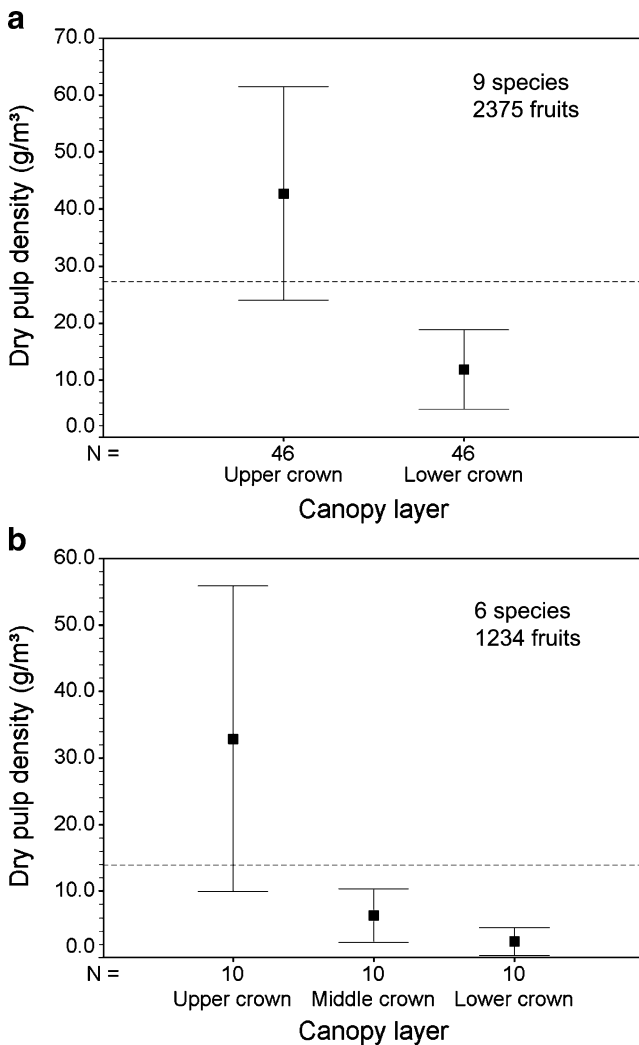 a
70.0
60.0
50.0
40.0
30.0
20.0
10.0
0.0
Dry pulp density (g/m³)
9 species
2375 fruits
N =
46
46
Upper crown
Lower crown
Canopy layer
b
60.0
50.0
40.0
30.0
20.0
10.0
0.0
Dry pulp density (g/m³)
6 species
1234 fruits
N =
10
10
10
Upper crown
Middle crown
Lower crown
Canopy layer